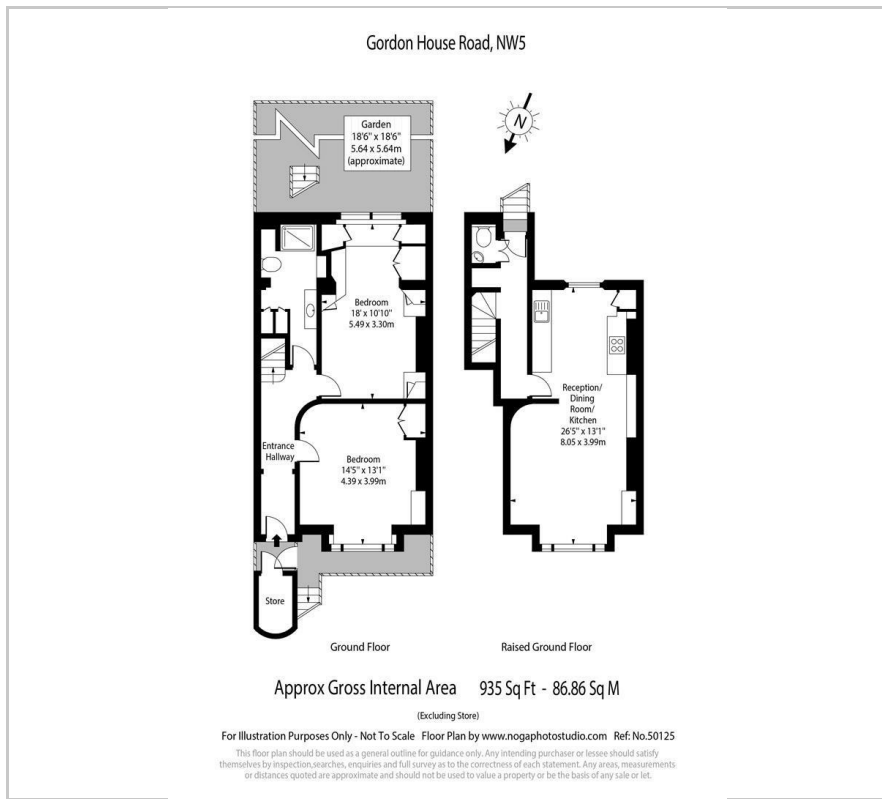 Gordon House Road, NW5
Garden
18'6" x 18'6"
5.64 x 5.64m
(approximate)
N
Bedroom
18' x 10'10"
5.49 x 3.30m
Reception/
Dining
Room/
Kitchen
26'5" x 13'1"
8.05 x 3.99m
Entrance
Hallway
Bedroom
14'5" x 13'1"
4.39 x 3.99m
Store
Ground Floor
Raised Ground Floor
Approx Gross Internal Area 935 Sq Ft - 86.86 Sq M
(Excluding Store)
For Illustration Purposes Only - Not To Scale Floor Plan by www.nogaphotostudio.com Ref: No.50125
This floor plan should be used as a general outline for guidance only. Any intending purchaser or lessee should satisfy
themselves by inspection,searches, enquiries and full survey as to the correctness of each statement. Any areas, measurements
or distances quoted are approximate and should not be used to value a property or be the basis of any sale or let.